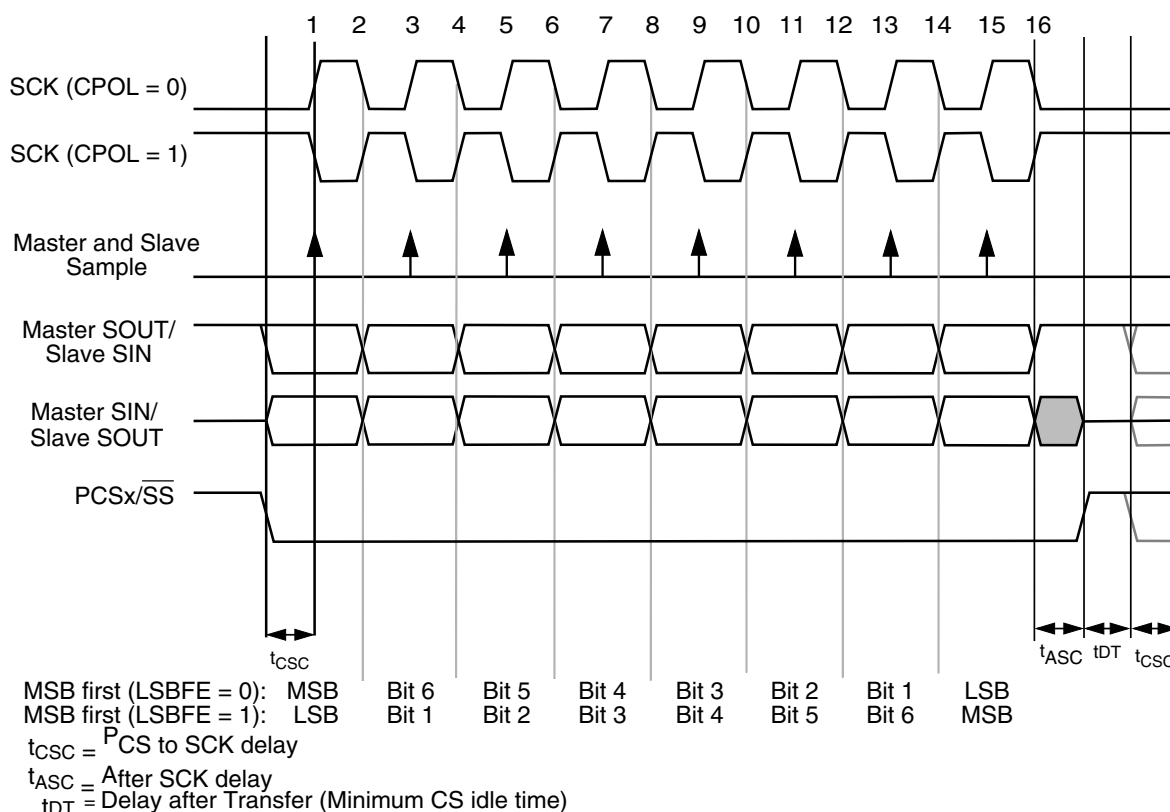 1 2 3 4 5 6 7 8 9 10 11 12 13 14 15 16
SCK (CPOL = 0)
SCK (CPOL = 1)
Master and Slave
Sample
Master SOUT/
Slave SIN
Master SIN/
Slave SOUT
PCSx/SS
tCSC tASC tDT tCSC
MSB first (LSBFE = 0): MSB Bit 6 Bit 5 Bit 4 Bit 3 Bit 2 Bit 1 LSB
MSB first (LSBFE = 1): LSB Bit 1 Bit 2 Bit 3 Bit 4 Bit 5 Bit 6 MSB
tCSC = PCS to SCK delay
tASC = After SCK delay
tDT = Delay after Transfer (Minimum CS idle time)